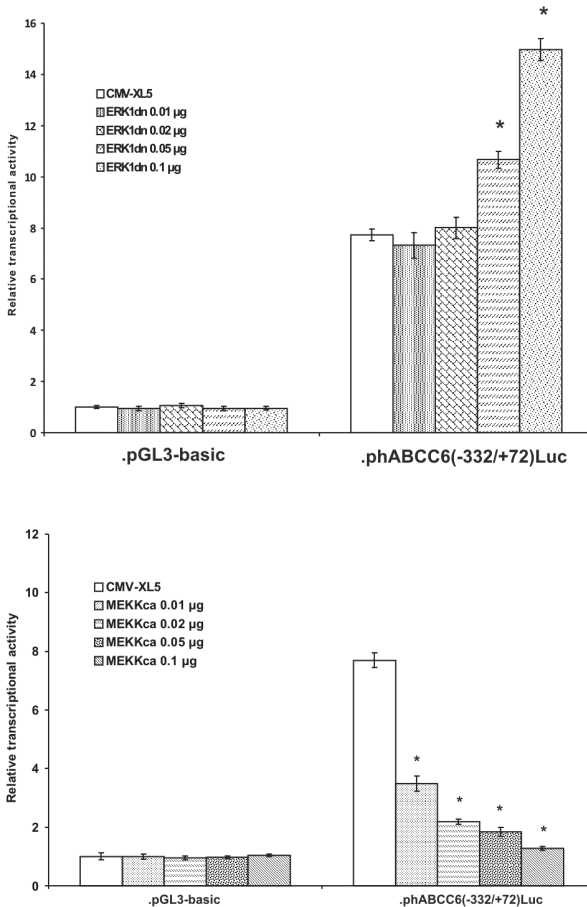 16
*
14
CMV-XL5
ERK1dn 0.01 µg
12
ERK1dn 0.02 µg
*
ERK1dn 0.05 µg
10
ERK1dn 0.1 µg
8
6
4
2
0
Relative transcriptional activity
.pGL3-basic
.phABCC6(-332/+72)Luc
12
CMV-XL5
10
MEKKca 0.01 µg
MEKKca 0.02 µg
MEKKca 0.05 µg
8
MEKKca 0.1 µg
6
4
* * * *
2
0
Relative transcriptional activity
.pGL3-basic
.phABCC6(-332/+72)Luc